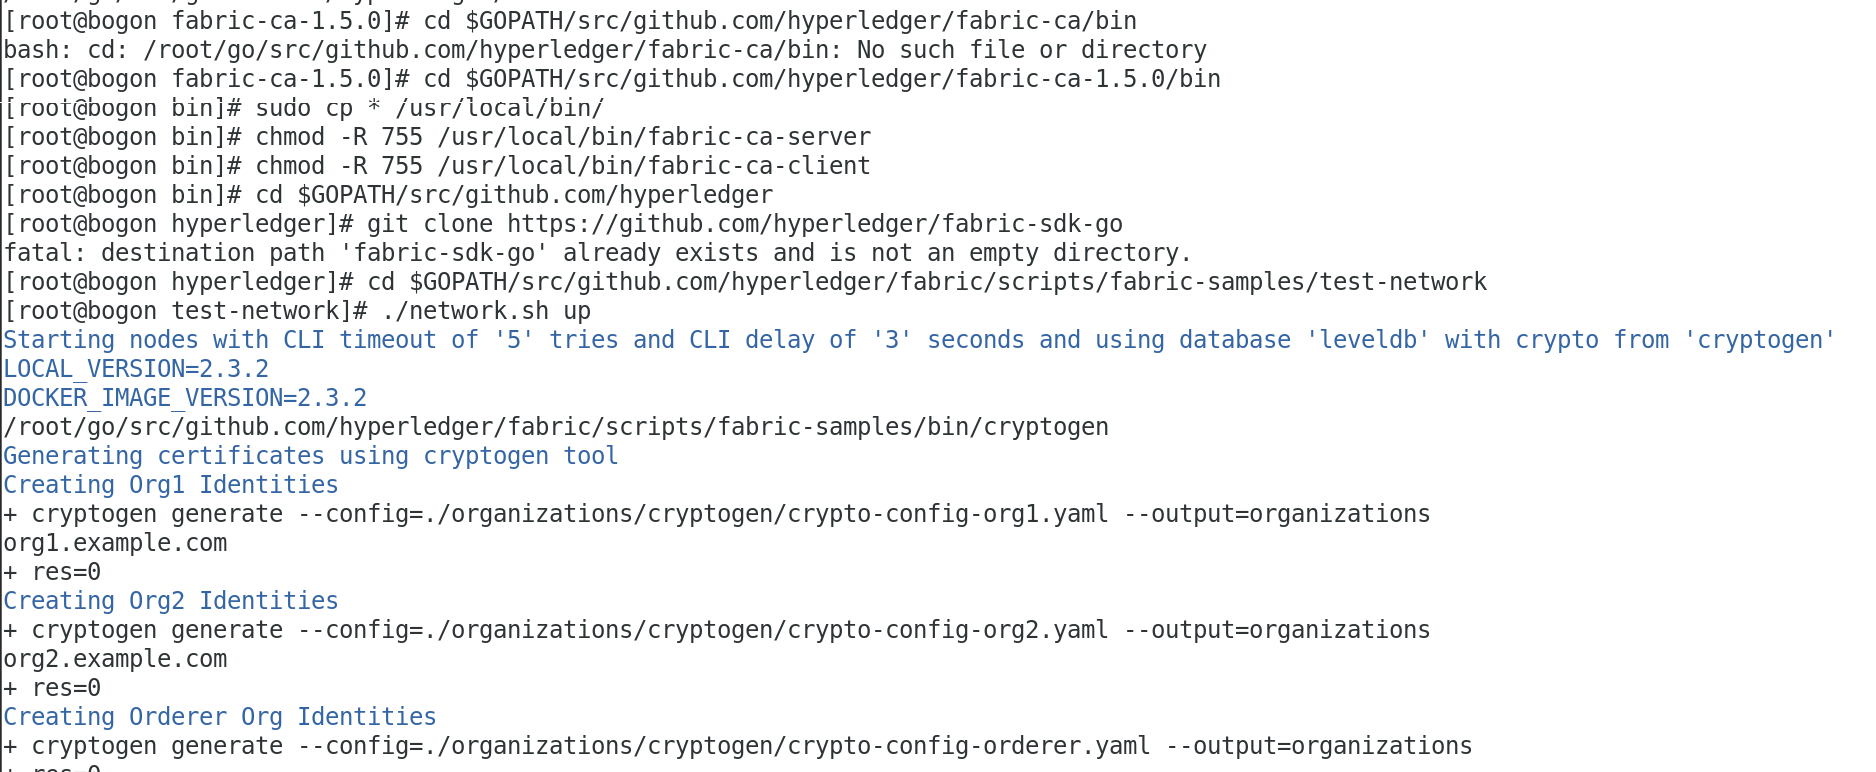 [root@bogon fabric-ca-1.5.0]# cd $GOPATH/src/github.com/hyperledger/fabric-ca/bin
bash: cd: /root/go/src/github.com/hyperledger/fabric-ca/bin: No such file or directory
[root@bogon fabric-ca-1.5.0]# cd $GOPATH/src/github.com/hyperledger/fabric-ca-1.5.0/bin
[root@bogon bin]# sudo cp * /usr/local/bin/
[root@bogon bin]# chmod -R 755 /usr/local/bin/fabric-ca-server
[root@bogon bin]# chmod -R 755 /usr/local/bin/fabric-ca-client
[root@bogon bin]# cd $GOPATH/src/github.com/hyperledger
[root@bogon hyperledger]# git clone https://github.com/hyperledger/fabric-sdk-go
fatal: destination path 'fabric-sdk-go' already exists and is not an empty directory.
[root@bogon hyperledger]# cd $GOPATH/src/github.com/hyperledger/fabric/scripts/fabric-samples/test-network
[root@bogon test-network]# ./network.sh up
Starting nodes with CLI timeout of '5' tries and CLI delay of '3' seconds and using database 'leveldb' with crypto from 'cryptogen'
LOCAL_VERSION=2.3.2
DOCKER_IMAGE_VERSION=2.3.2
/root/go/src/github.com/hyperledger/fabric/scripts/fabric-samples/bin/cryptogen
Generating certificates using cryptogen tool
Creating Org1 Identities
+ cryptogen generate --config=./organizations/cryptogen/crypto-config-org1.yaml --output=organizations
org1.example.com
+ res=0
Creating Org2 Identities
+ cryptogen generate --config=./organizations/cryptogen/crypto-config-org2.yaml --output=organizations
org2.example.com
+ res=0
Creating Orderer Org Identities
+ cryptogen generate --config=./organizations/cryptogen/crypto-config-orderer.yaml --output=organizations
+ res=0